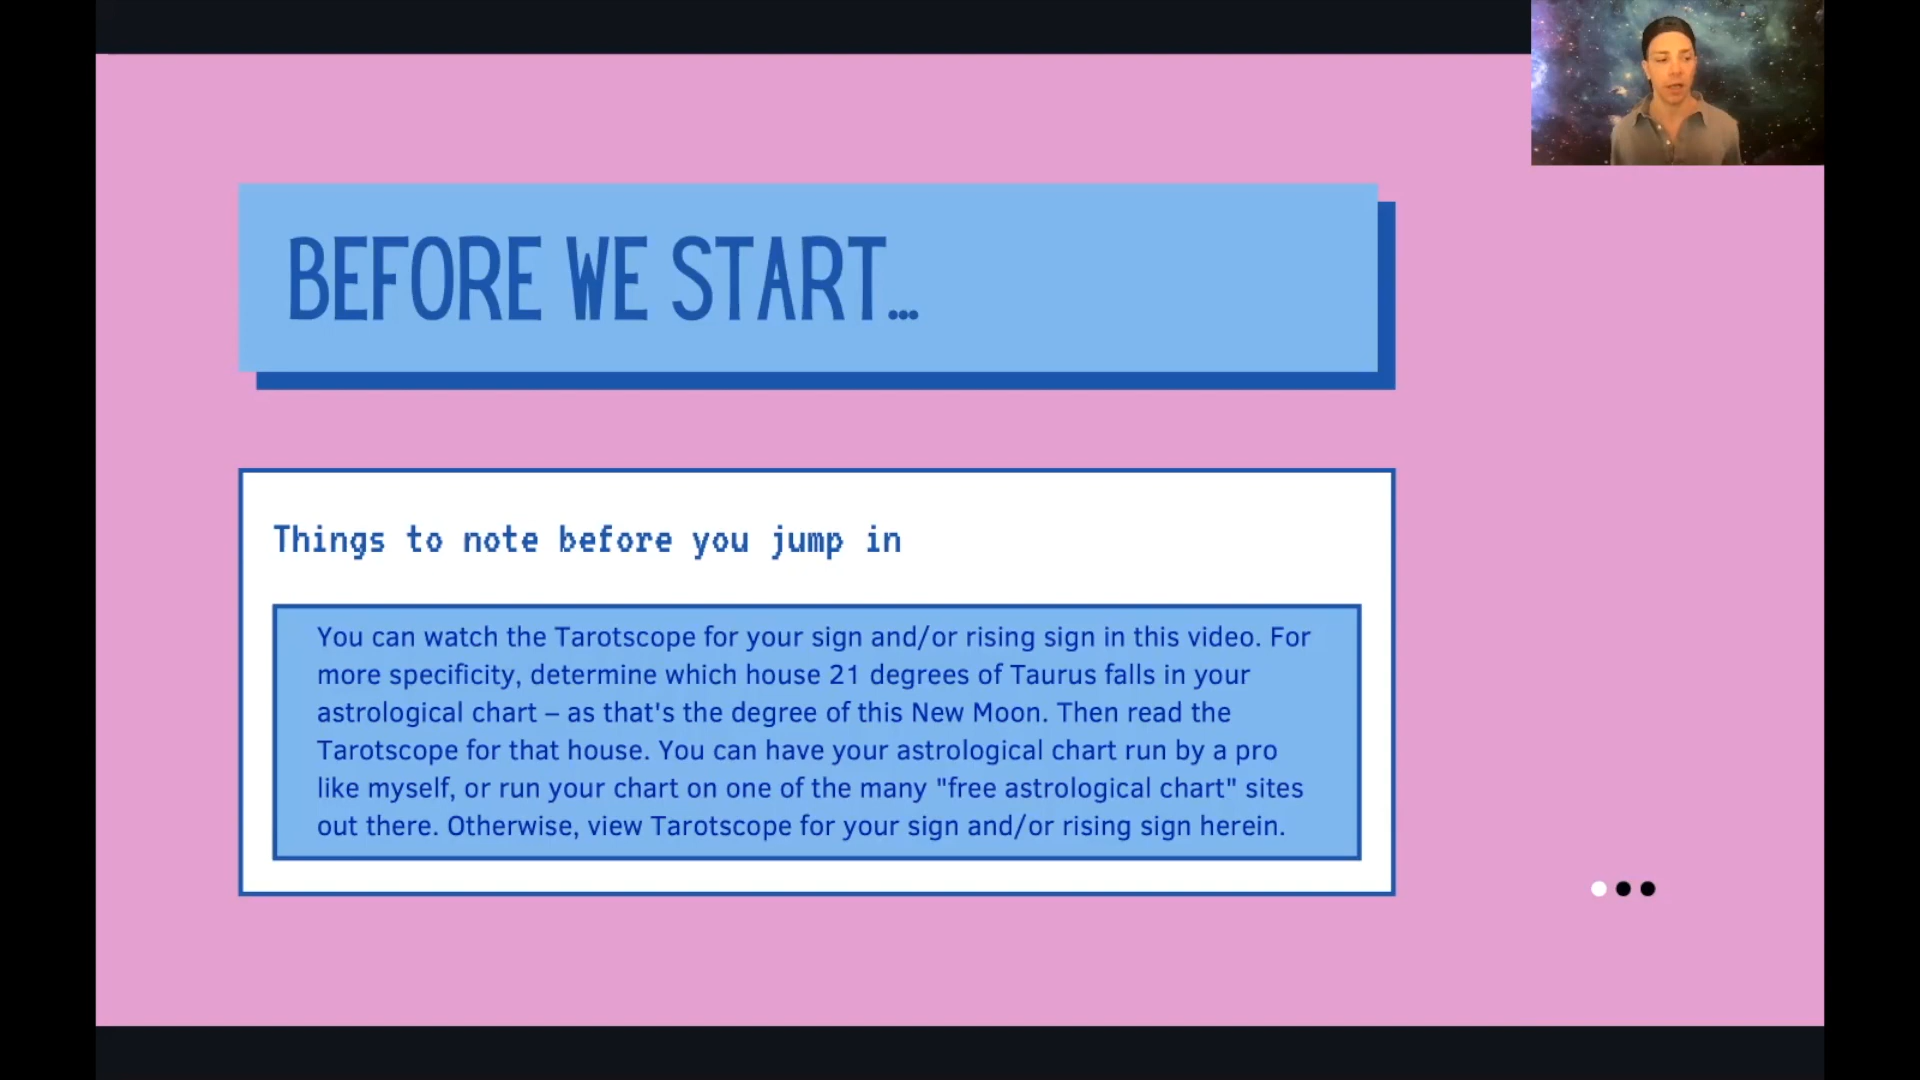 BEFORE WE START...
Things to note before you jump in
You can watch the Tarotscope for your sign and/or rising sign in this video. For
more specificity, determine which house 21 degrees of Taurus falls in your
astrological chart – as that's the degree of this New Moon. Then read the
Tarotscope for that house. You can have your astrological chart run by a pro
like myself, or run your chart on one of the many "free astrological chart" sites
out there. Otherwise, view Tarotscope for your sign and/or rising sign herein.